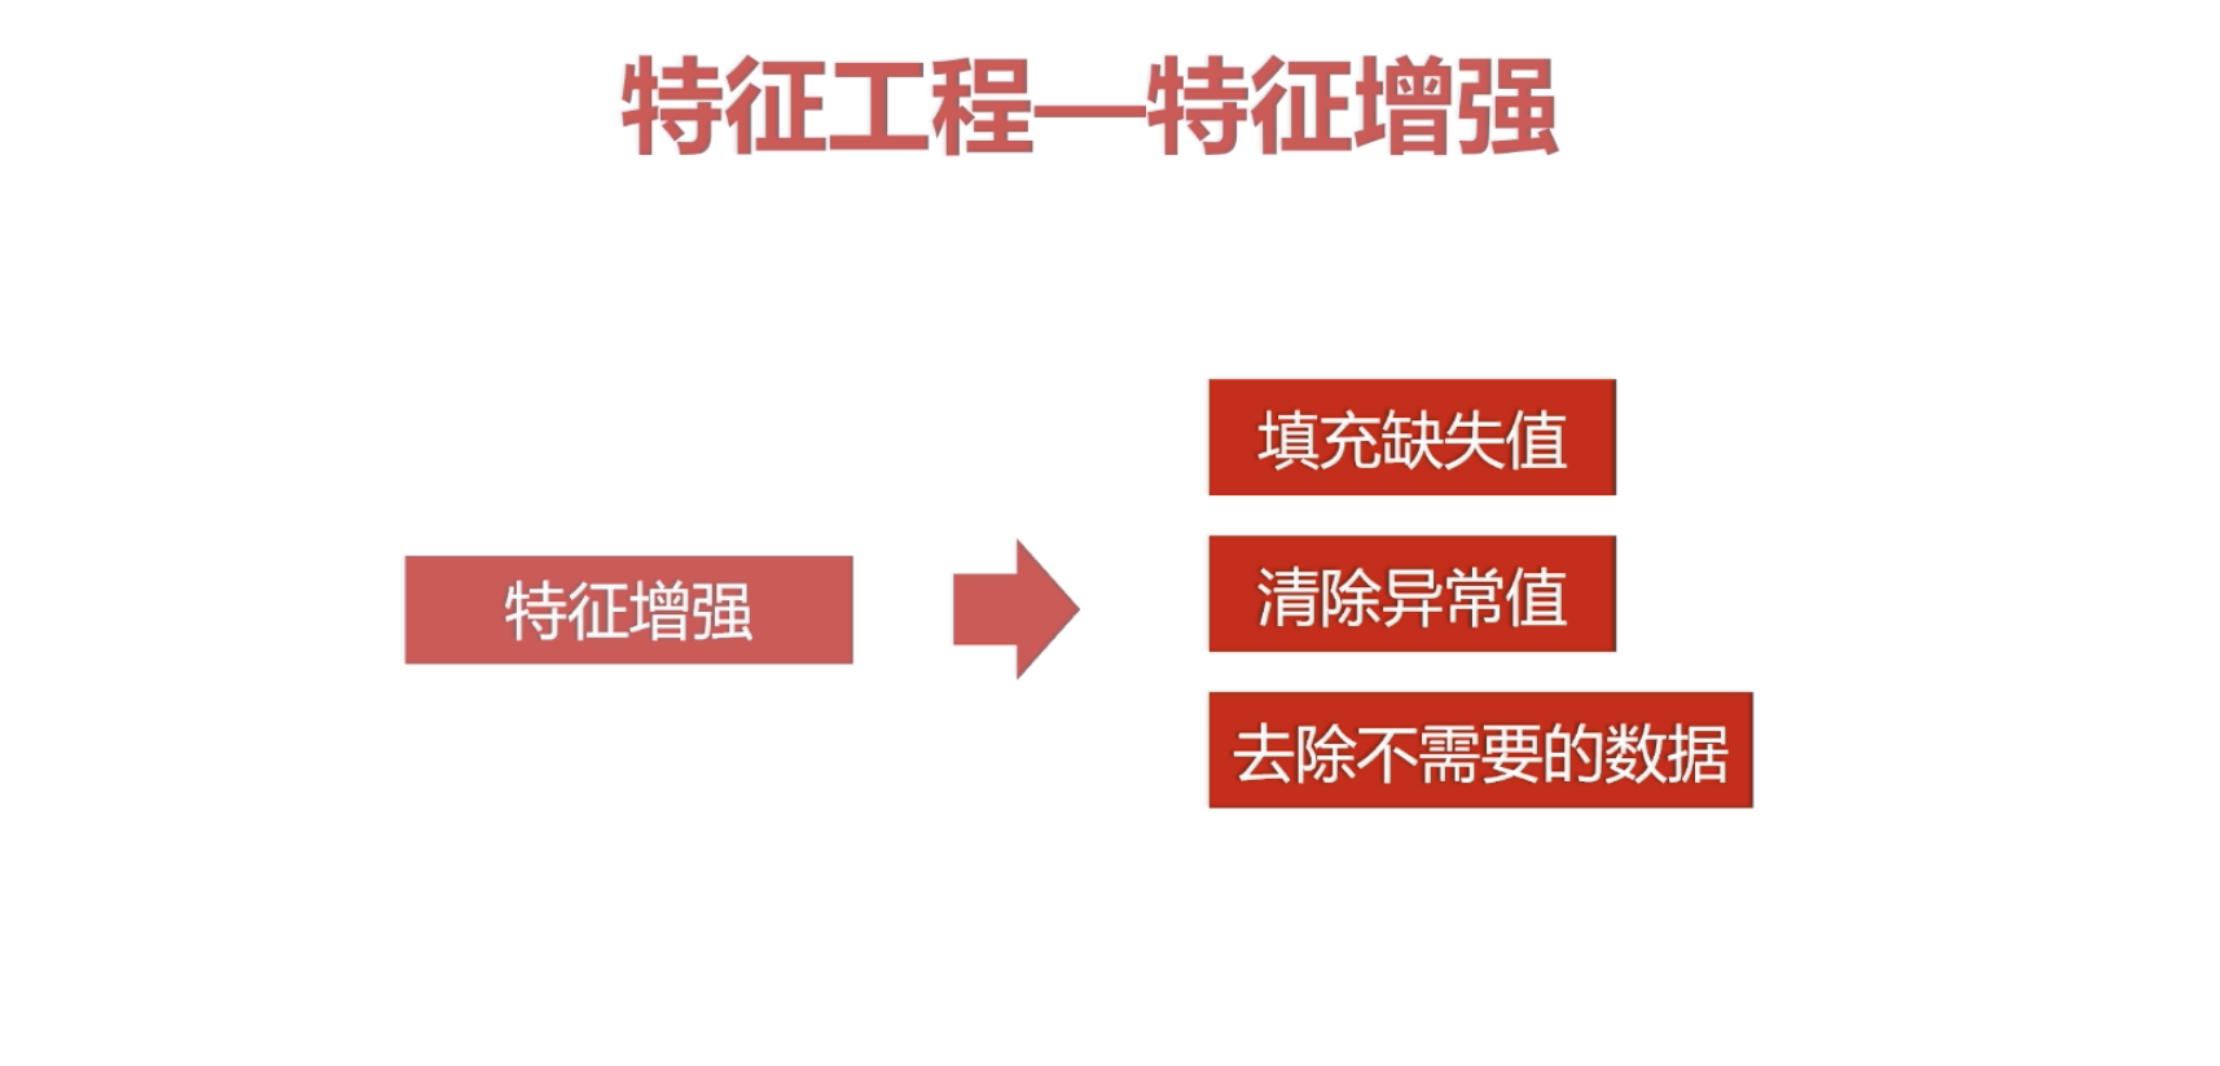 特征工程—特征增强
特征增强
填充缺失值
清除异常值
去除不需要的数据